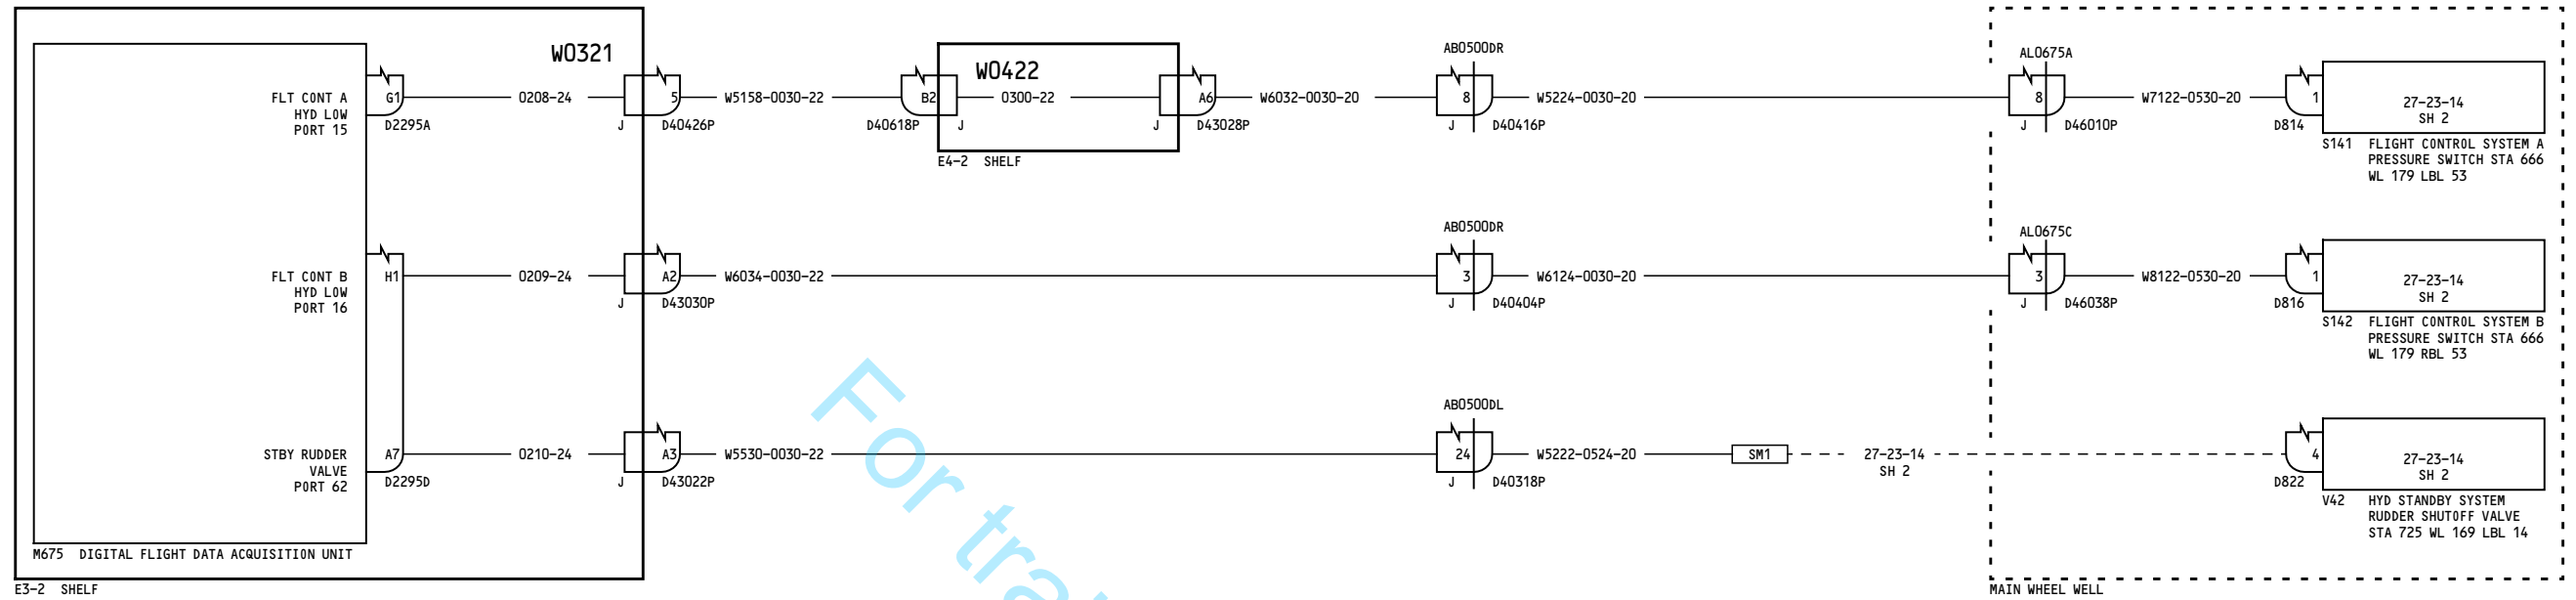 W0321
FLT CONT A
HYD LOW
PORT 15
G1
D2295A
0208-24
J
5
D40426P
W5158-0030-22
B2
D40618P
J
W0422
0300-22
J
A6
D43028P
E4-2 SHELF
W6032-0030-20
AB0500DR
8
J
D40416P
W5224-0030-20
AL0675A
8
J
D46010P
W7122-0530-20
1
D814
27-23-14
SH 2
S141 FLIGHT CONTROL SYSTEM A
PRESSURE SWITCH STA 666
WL 179 LBL 53
FLT CONT B
HYD LOW
PORT 16
H1
0209-24
J
A2
D43030P
W6034-0030-22
AB0500DR
3
J
D40404P
W6124-0030-20
AL0675C
3
J
D46038P
W8122-0530-20
1
D816
27-23-14
SH 2
S142 FLIGHT CONTROL SYSTEM B
PRESSURE SWITCH STA 666
WL 179 RBL 53
STBY RUDDER
VALVE
PORT 62
A7
D2295D
0210-24
J
A3
D43022P
W5530-0030-22
AB0500DL
24
J
D40318P
W5222-0524-20
SM1
27-23-14
SH 2
4
D822
27-23-14
SH 2
V42 HYD STANDBY SYSTEM
RUDDER SHUTOFF VALVE
STA 725 WL 169 LBL 14
M675 DIGITAL FLIGHT DATA ACQUISITION UNIT
E3-2 SHELF
MAIN WHEEL WELL
For